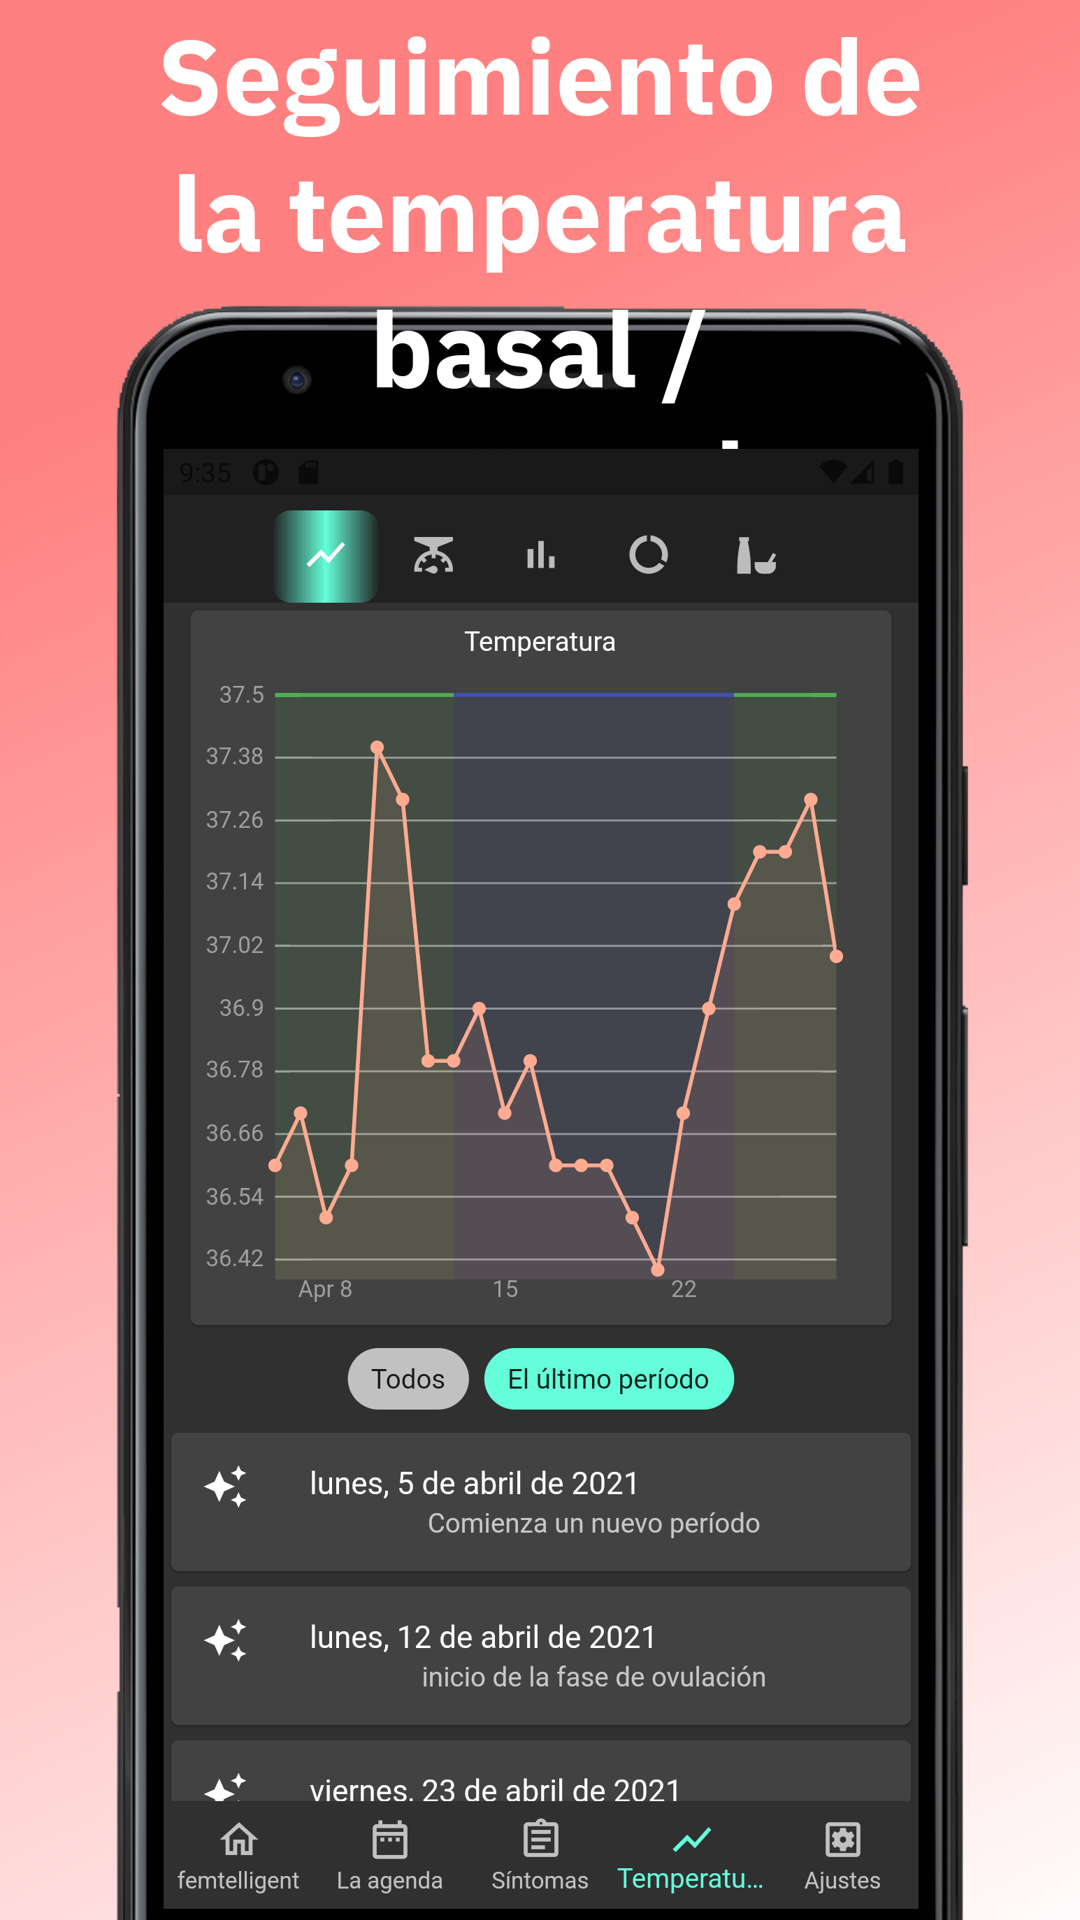 Seguimiento de
la temperatura
basal /
9:35
Temperatura
37.5
37.38
37.26
37.14
37.02
36.9
36.78
36.66
36.54
36.42
Apr 8 15 22
Todos El último período
lunes, 5 de abril de 2021
Comienza un nuevo período
lunes, 12 de abril de 2021
inicio de la fase de ovulación
viernes, 23 de abril de 2021
femtelligent La agenda Síntomas Temperatu... Ajustes